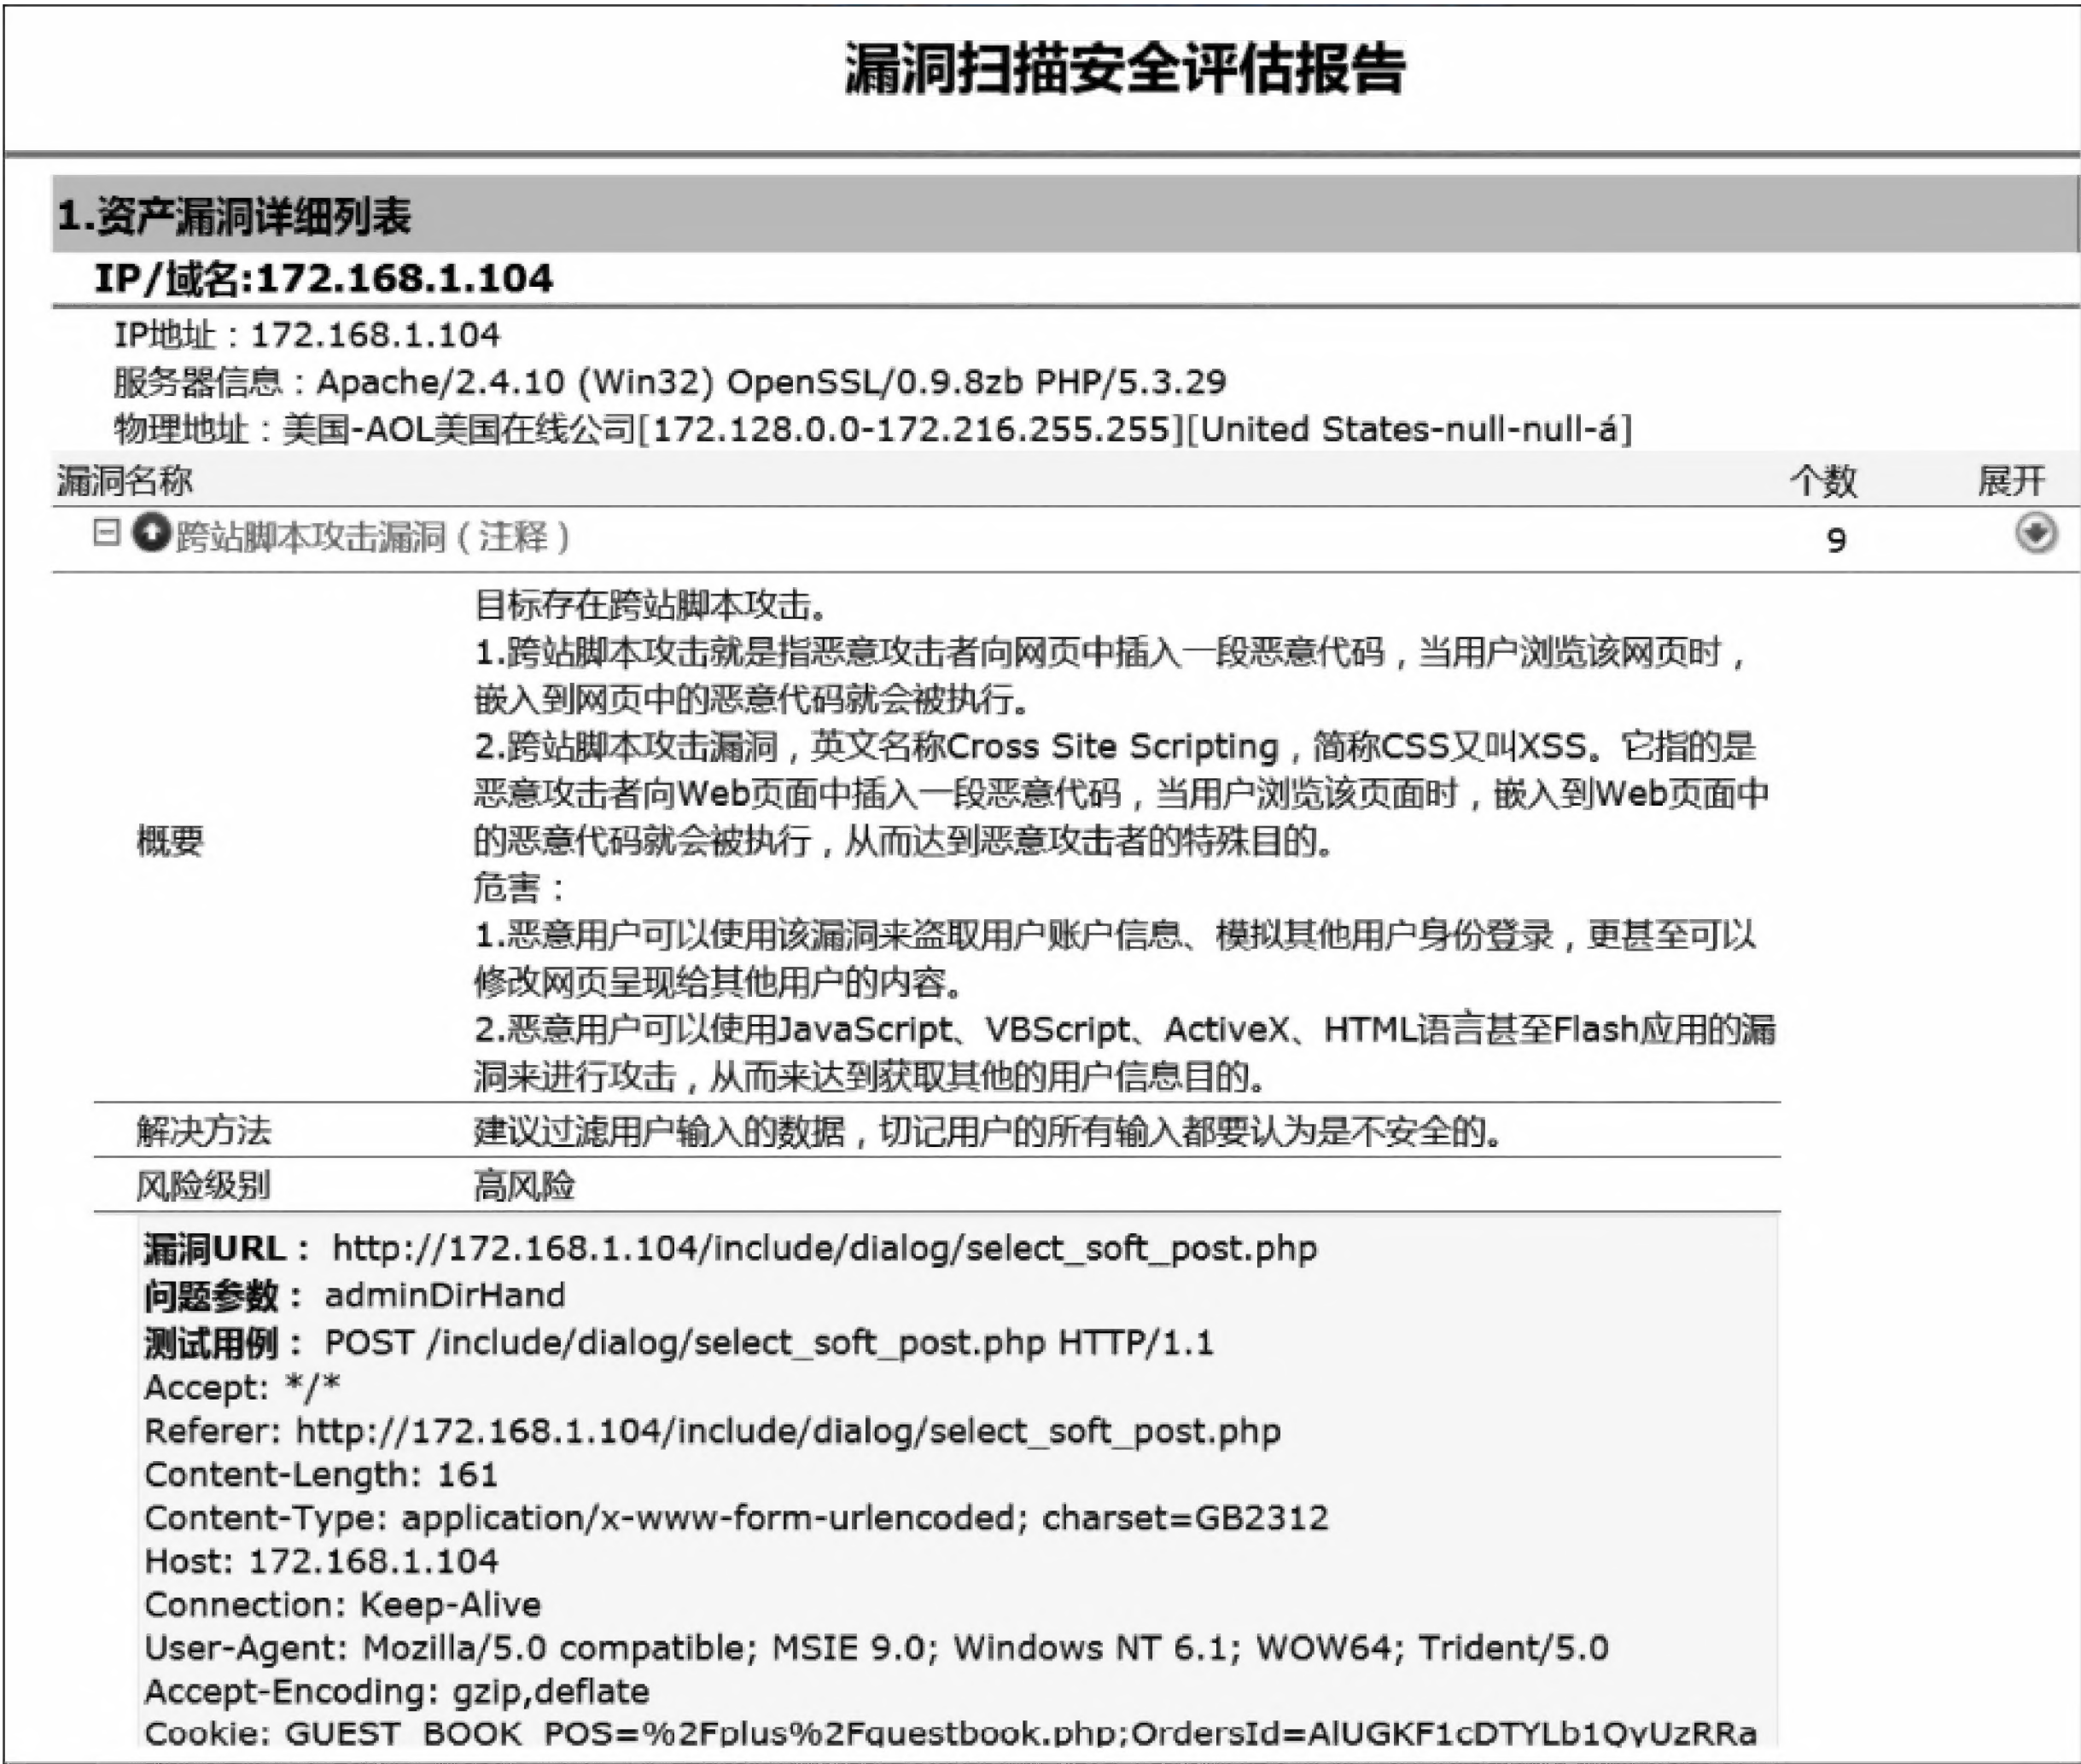 漏洞扫描安全评估报告
1.资产漏洞详细列表
IP/域名:172.168.1.104
IP地址：172.168.1.104
服务器信息：Apache/2.4.10 (Win32) OpenSSL/0.9.8zb PHP/5.3.29
物理地址：美国-AOL美国在线公司[172.128.0.0-172.216.255.255][United States-null-null-á]
漏洞名称 个数 展开
跨站脚本攻击漏洞（注释） 9
目标存在跨站脚本攻击。
1.跨站脚本攻击就是指恶意攻击者向网页中插入一段恶意代码，当用户浏览该网页时，
嵌入到网页中的恶意代码就会被执行。
2.跨站脚本攻击漏洞，英文名称Cross Site Scripting，简称CSS又叫XSS。它指的是
恶意攻击者向Web页面中插入一段恶意代码，当用户浏览该页面时，嵌入到Web页面中
概要 的恶意代码就会被执行，从而达到恶意攻击者的特殊目的。
危害：
1.恶意用户可以使用该漏洞来盗取用户账户信息、模拟其他用户身份登录，更甚至可以
修改网页呈现给其他用户的内容。
2.恶意用户可以使用JavaScript、VBScript、ActiveX、HTML语言甚至Flash应用的漏
洞来进行攻击，从而来达到获取其他的用户信息目的。
解决方法 建议过滤用户输入的数据，切记用户的所有输入都要认为是不安全的。
风险级别 高风险
漏洞URL： http://172.168.1.104/include/dialog/select_soft_post.php
问题参数： adminDirHand
测试用例： POST /include/dialog/select_soft_post.php HTTP/1.1
Accept: */*
Referer: http://172.168.1.104/include/dialog/select_soft_post.php
Content-Length: 161
Content-Type: application/x-www-form-urlencoded; charset=GB2312
Host: 172.168.1.104
Connection: Keep-Alive
User-Agent: Mozilla/5.0 compatible; MSIE 9.0; Windows NT 6.1; WOW64; Trident/5.0
Accept-Encoding: gzip,deflate
Cookie: GUEST_BOOK_POS=%2Fplus%2Fguestbook.php;OrdersId=AlUGKF1cDTYLb1QyUzRRa